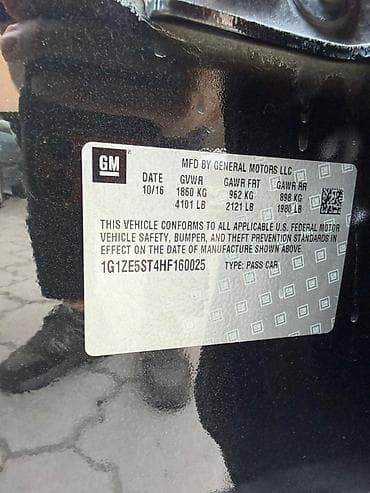 GM
MFD BY GENERAL MOTORS LLC
DATE GVWR GAWR FRT GAWR RR
10/16 1860 KG 962 KG 898 KG
4101 LB 2121 LB 1980 LB
THIS VEHICLE CONFORMS TO ALL APPLICABLE U.S. FEDERAL MOTOR
VEHICLE SAFETY, BUMPER, AND THEFT PREVENTION STANDARDS IN
EFFECT ON THE DATE OF MANUFACTURE SHOWN ABOVE.
1G1ZE5ST4HF160025 TYPE: PASS CAR